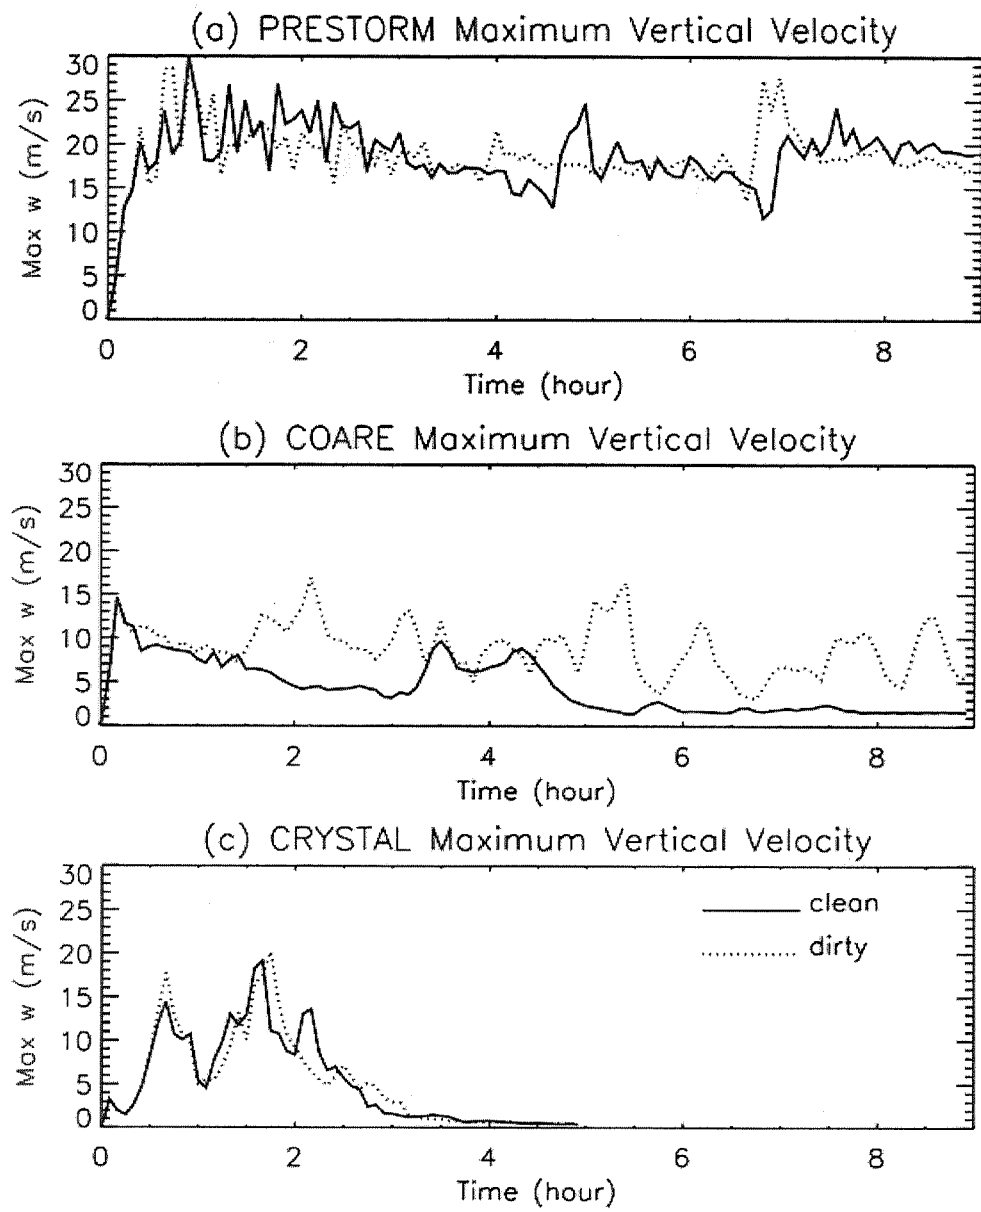 (a) PRESTORM Maximum Vertical Velocity
30
25
20
15
10
5
0
Max w (m/s)
0 2 4 6 8
Time (hour)
(b) COARE Maximum Vertical Velocity
30
25
20
15
10
5
0
Max w (m/s)
0 2 4 6 8
Time (hour)
(c) CRYSTAL Maximum Vertical Velocity
30
25
20
15
10
5
0
Max w (m/s)
clean
dirty
0 2 4 6 8
Time (hour)